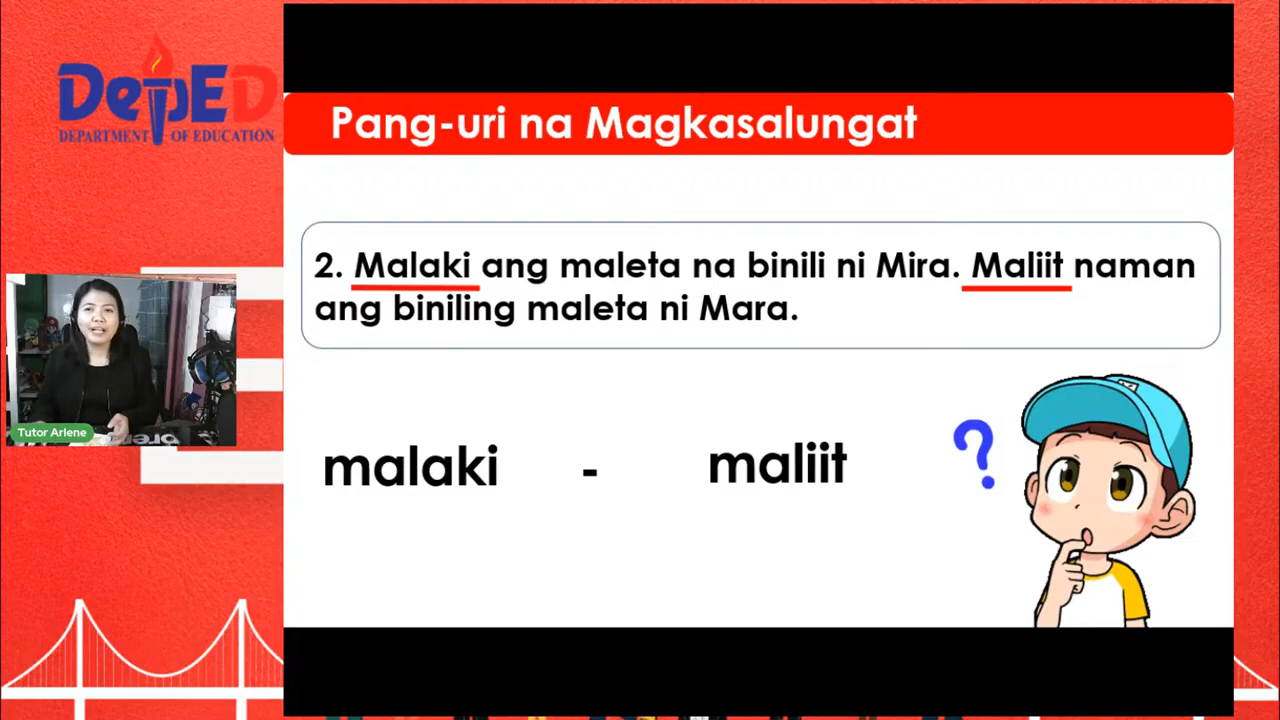 DepED
DEPARTMENT OF EDUCATION
Pang-uri na Magkasalungat
2. Malaki ang maleta na binili ni Mira. Maliit naman
ang biniling maleta ni Mara.
Tutor Arlene
malaki - maliit
?